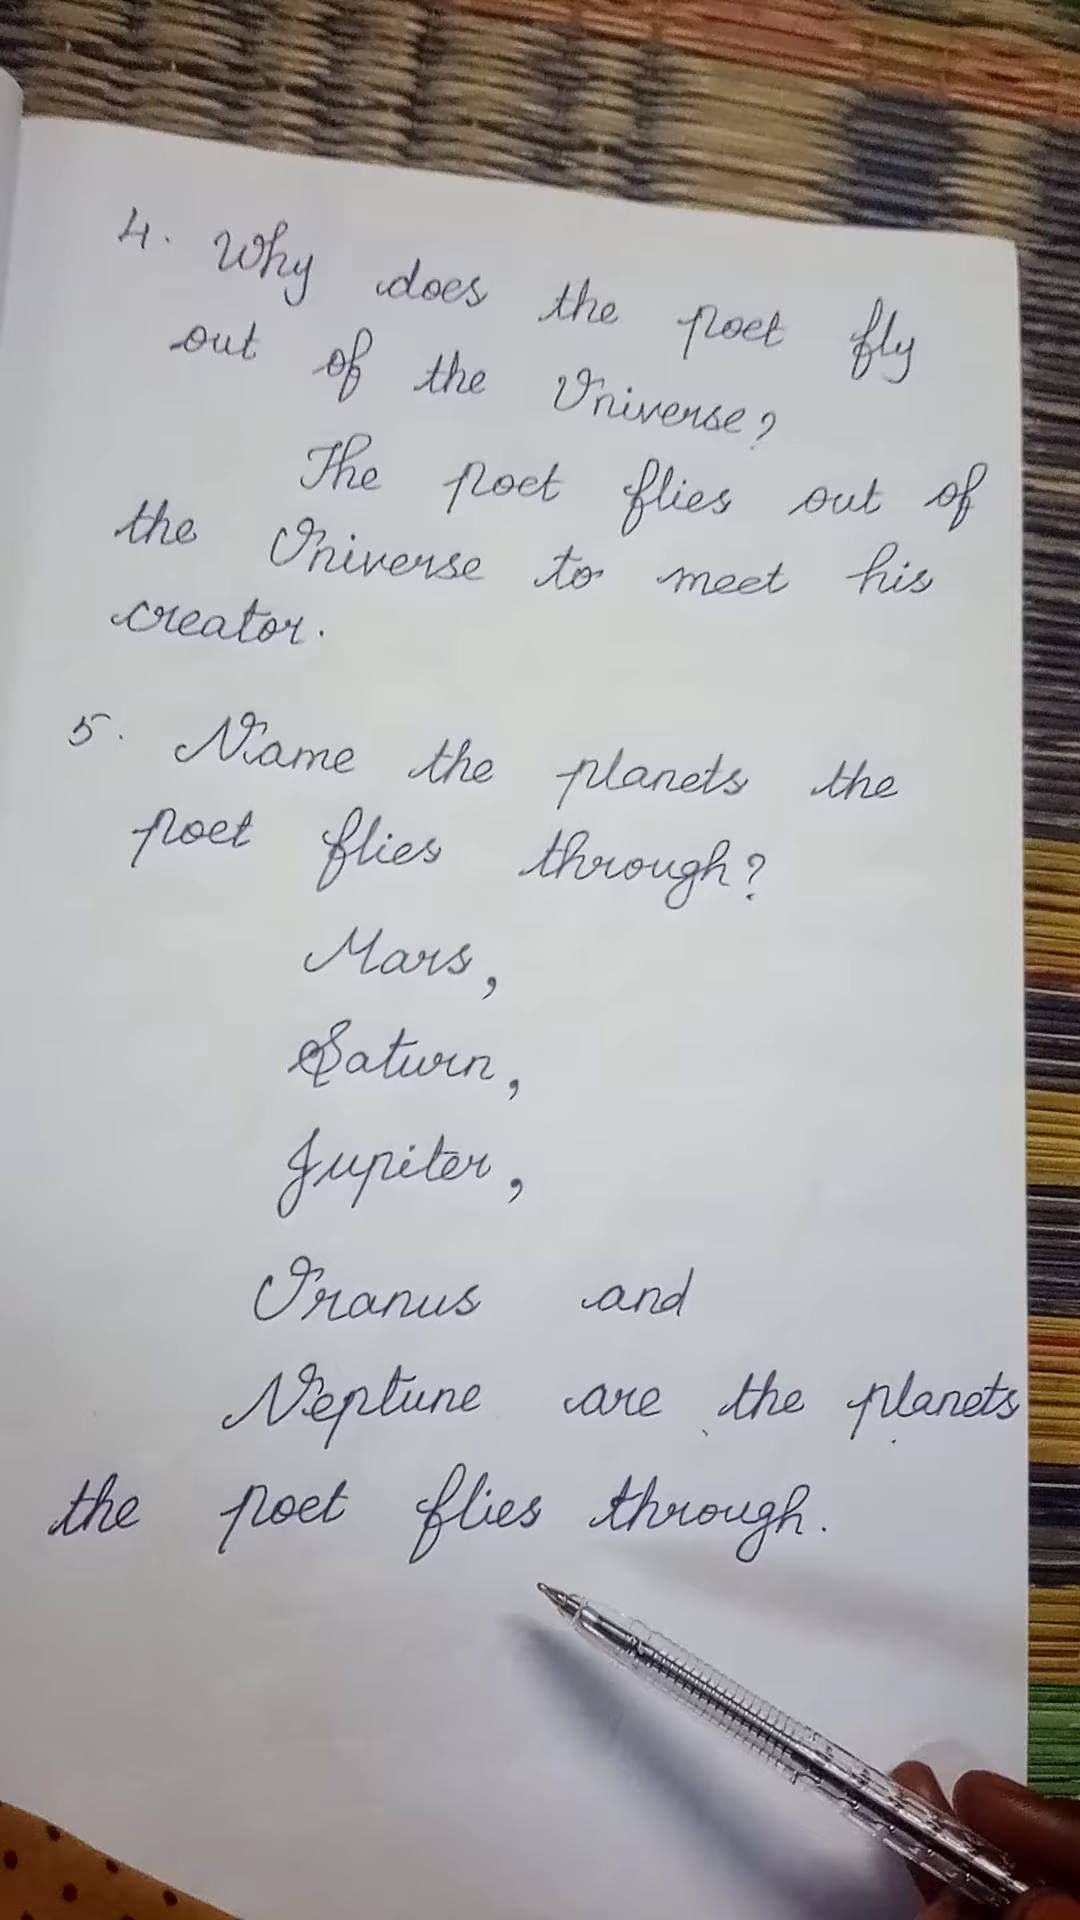 4. Why does the poet fly
out of the Universe?
The poet flies out of
the Universe to meet his
creator.
5. Name the planets the
poet flies through?
Mars,
Saturn,
Jupiter,
Uranus and
Neptune are the planets
the poet flies through.